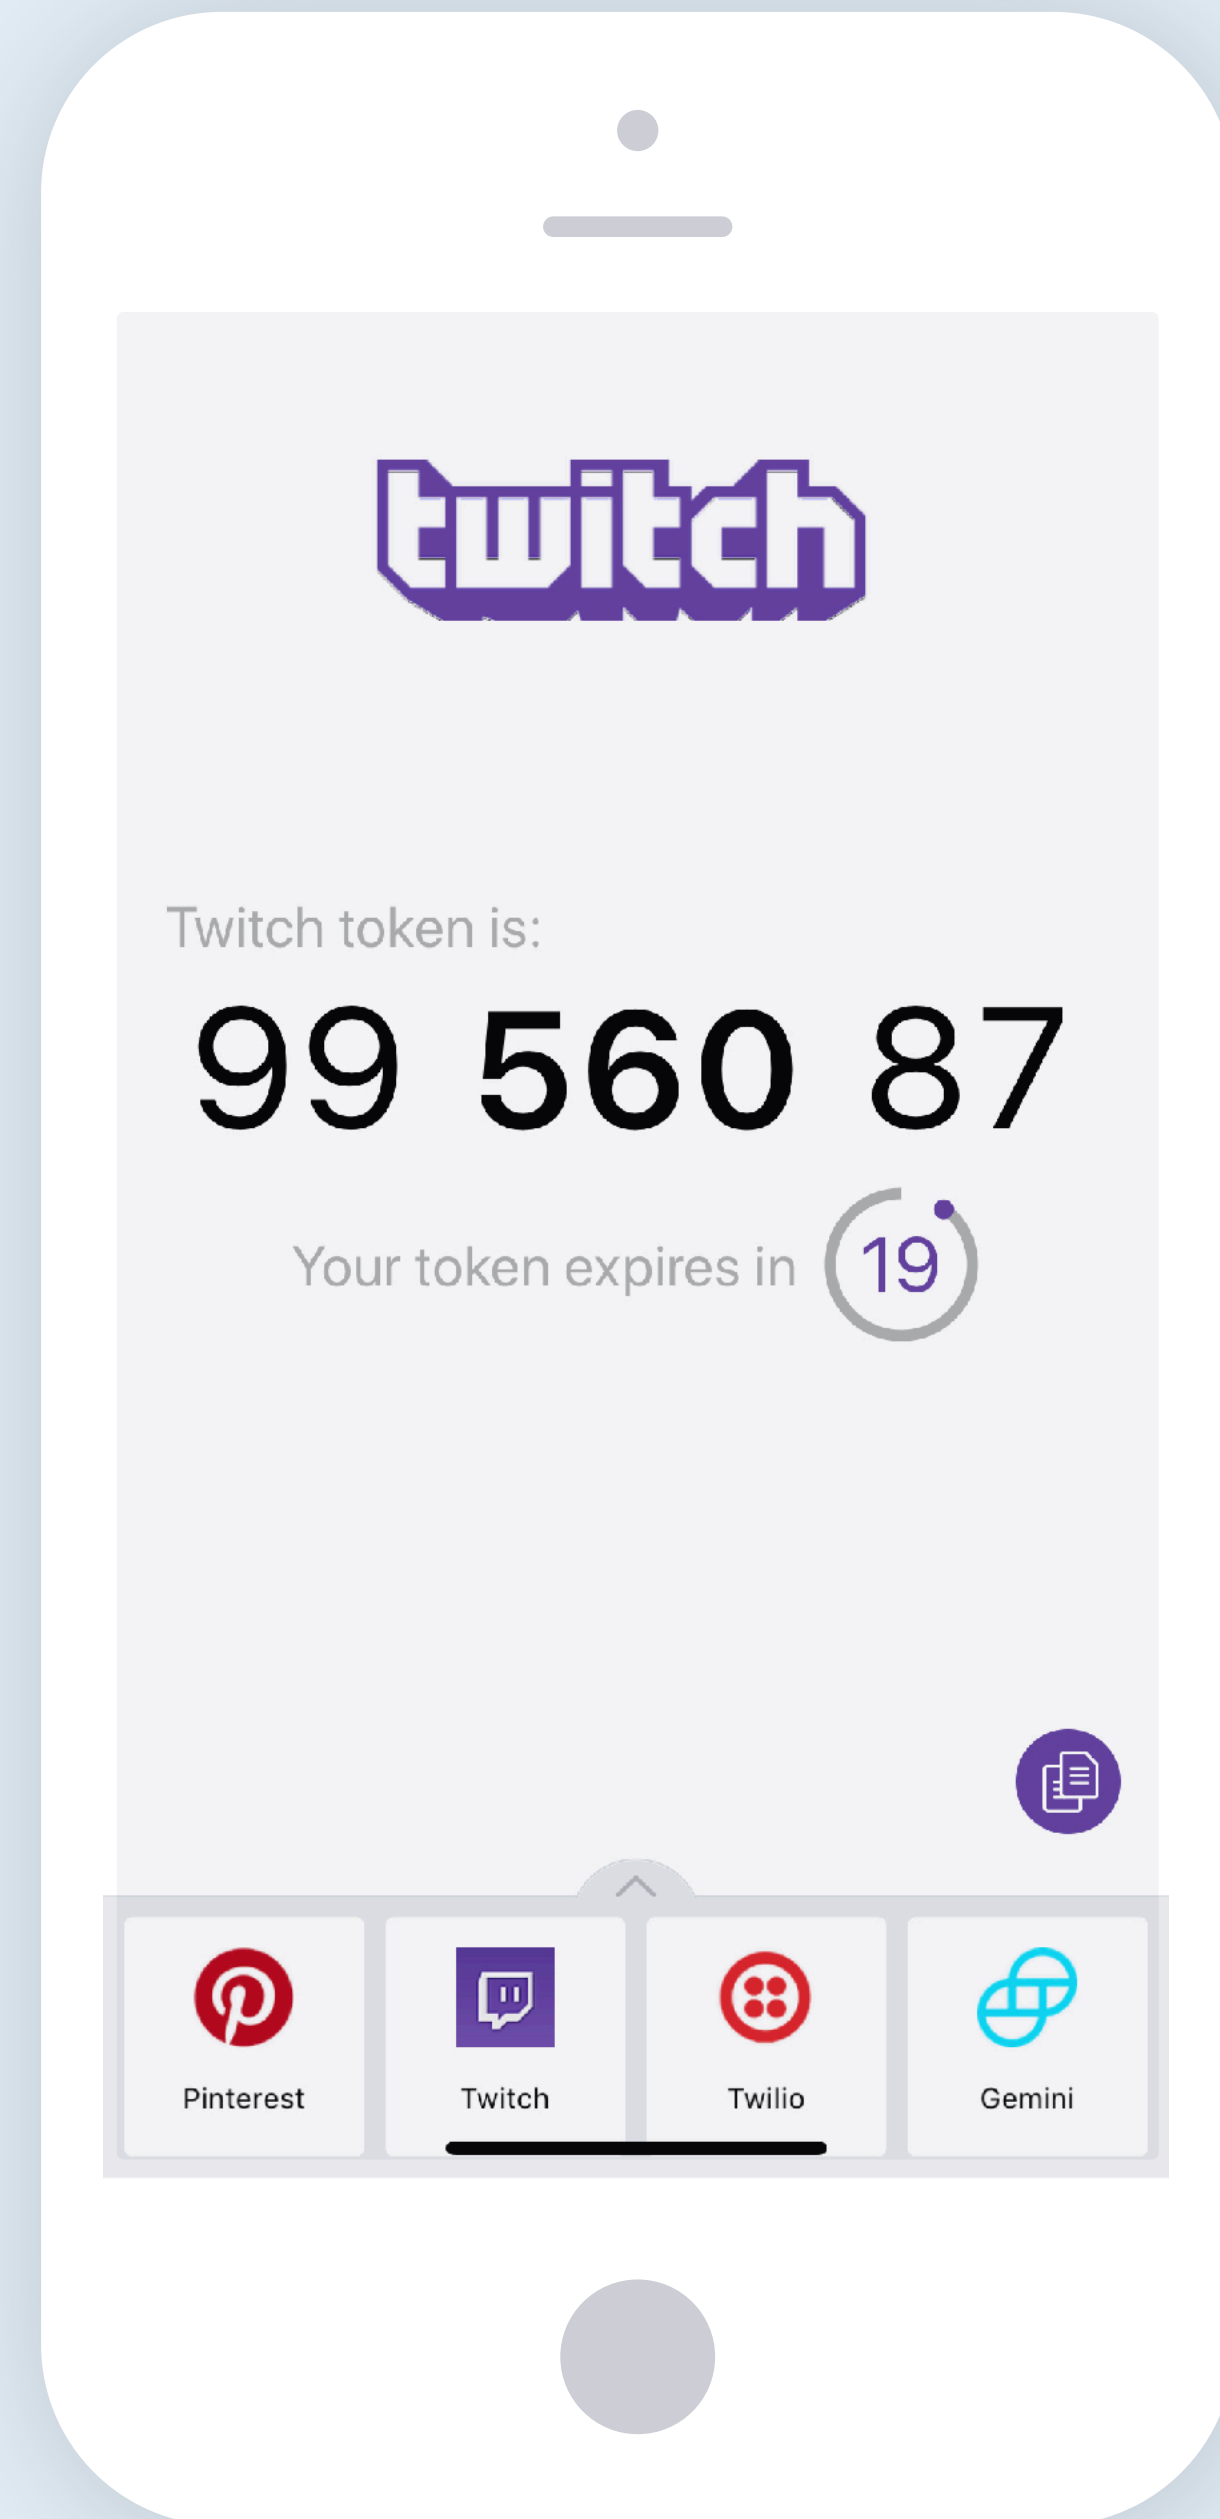 twitch
Twitch token is:
99 560 87
Your token expires in 19
Pinterest Twitch Twilio Gemini